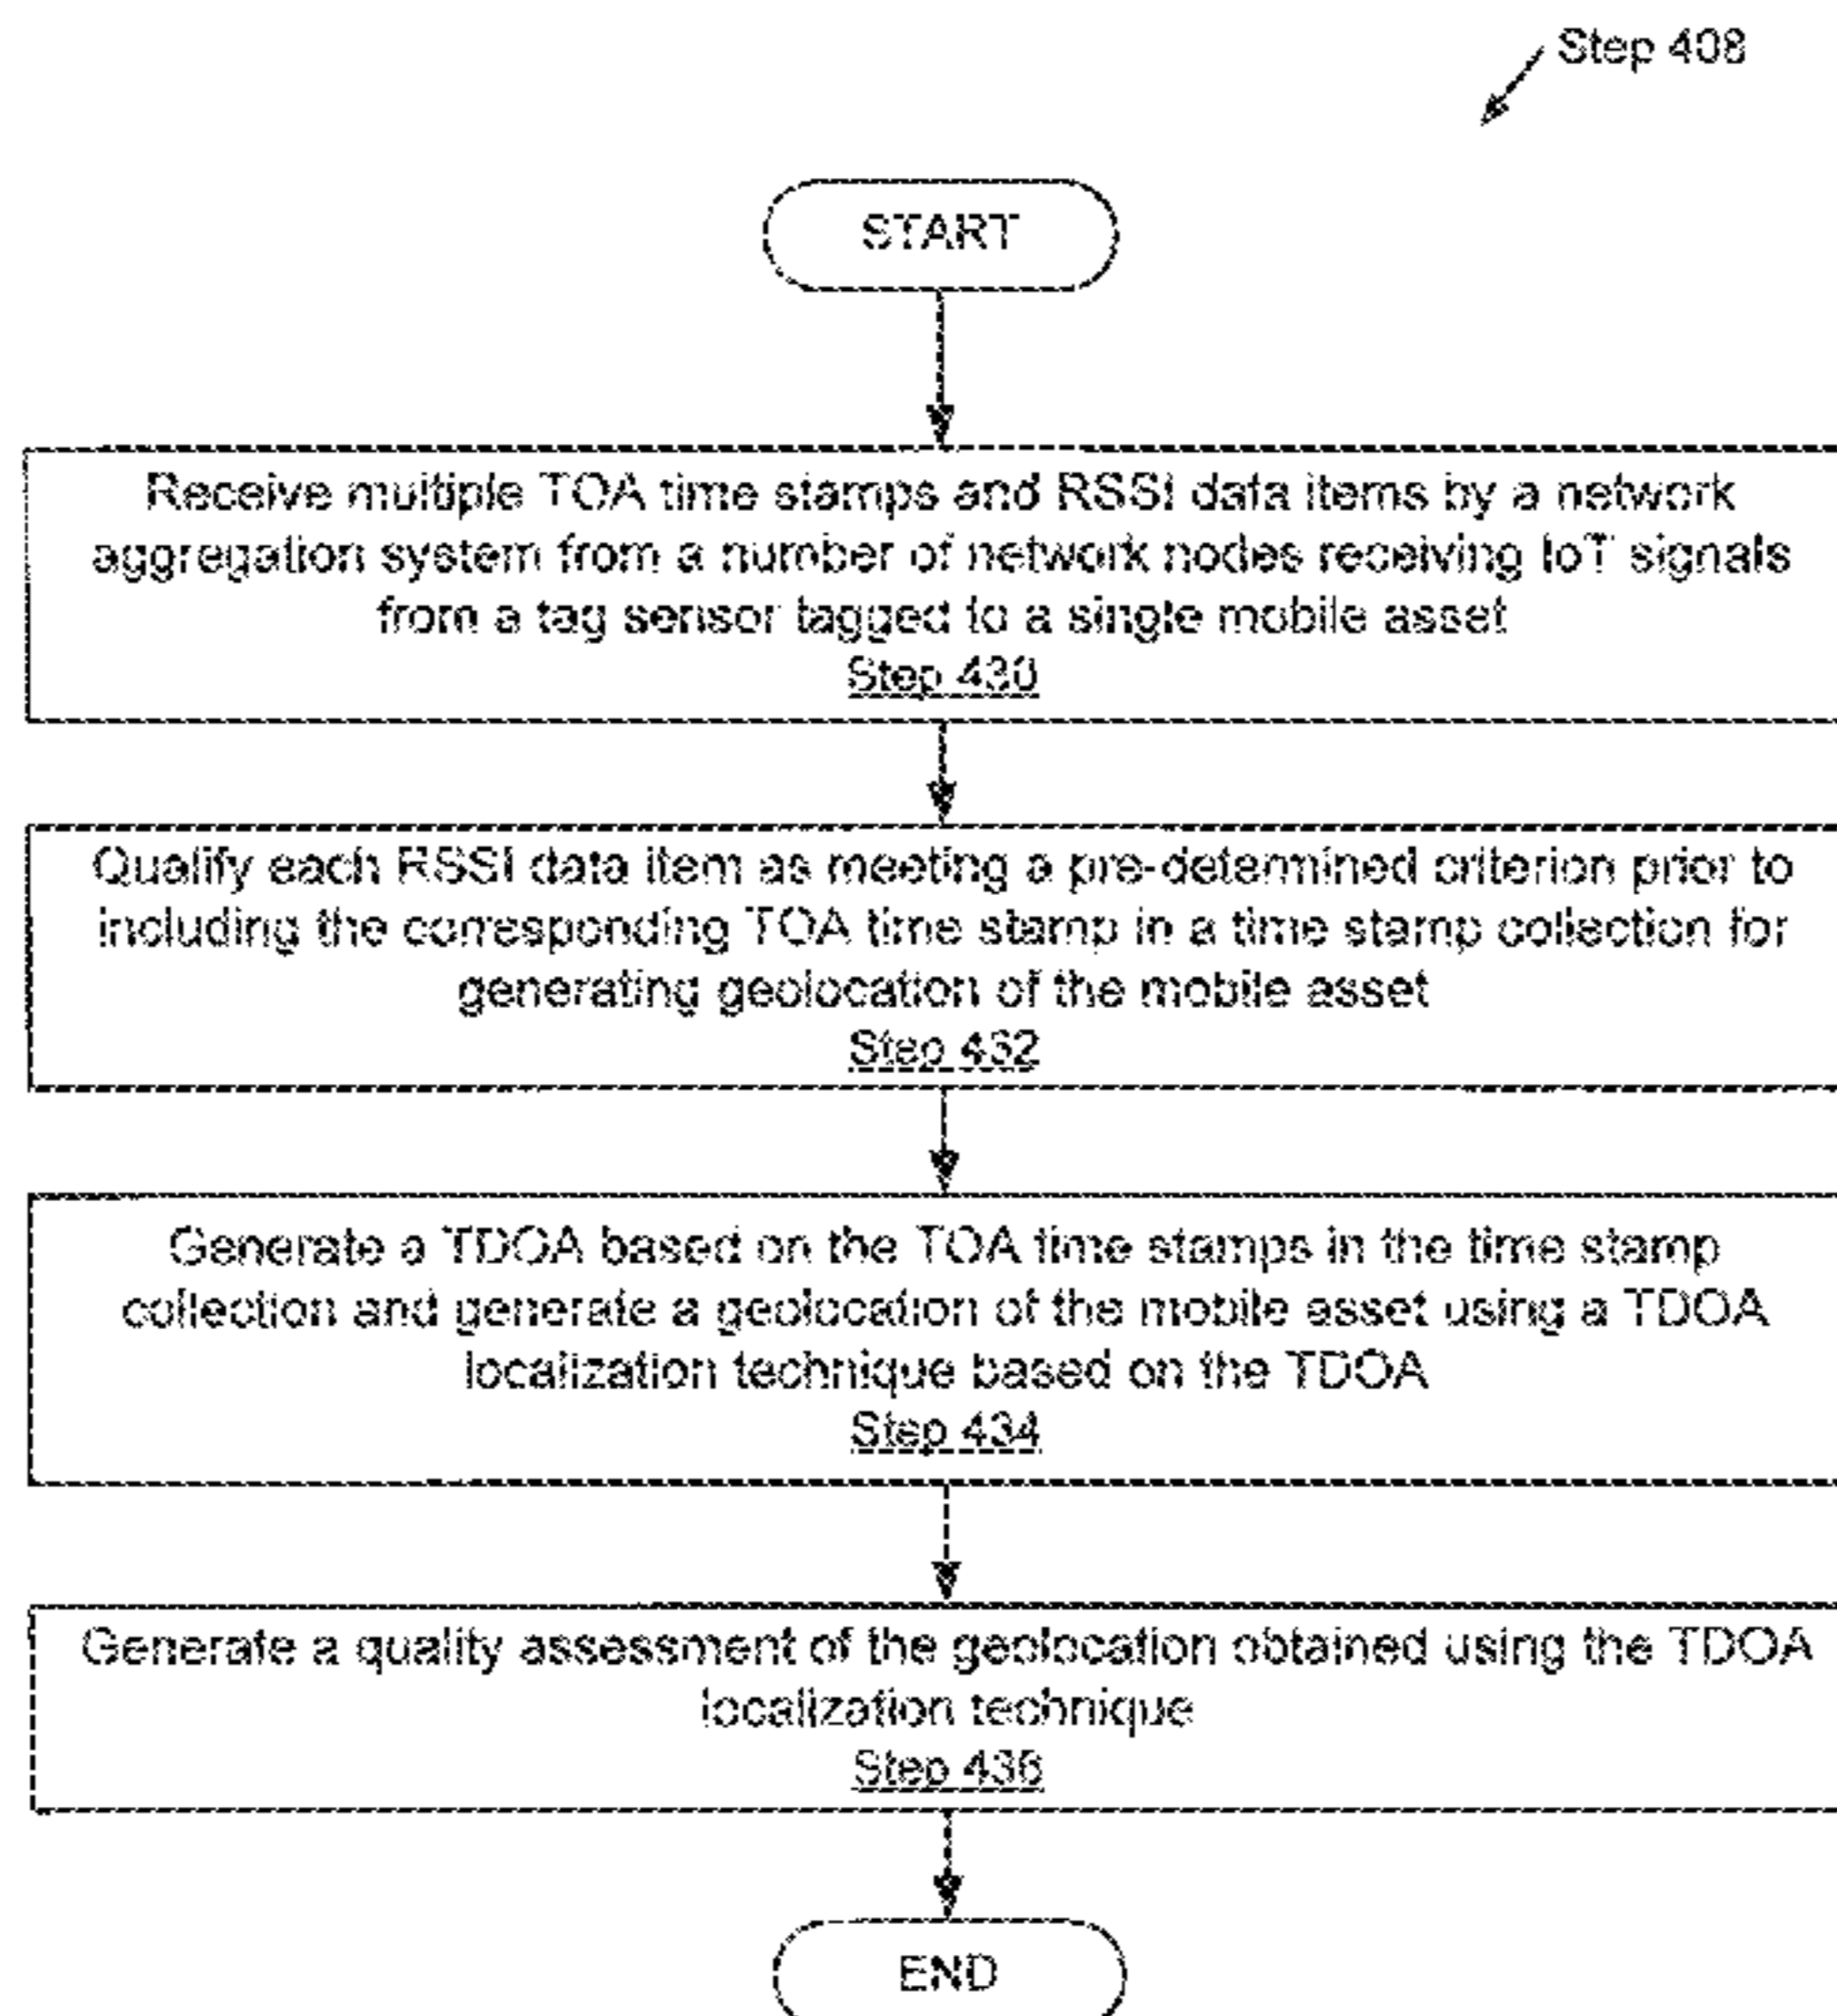 Step 408
START
Receive multiple TOA time stamps and RSSI data items by a network
aggregation system from a number of network nodes receiving IoT signals
from a tag sensor tagged to a single mobile asset
Step 430
Qualify each RSSI data item as meeting a pre-determined criterion prior to
including the corresponding TOA time stamp in a time stamp collection for
generating geolocation of the mobile asset
Step 432
Generate a TDOA based on the TOA time stamps in the time stamp
collection and generate a geolocation of the mobile asset using a TDOA
localization technique based on the TDOA
Step 434
Generate a quality assessment of the geolocation obtained using the TDOA
localization technique
Step 436
END